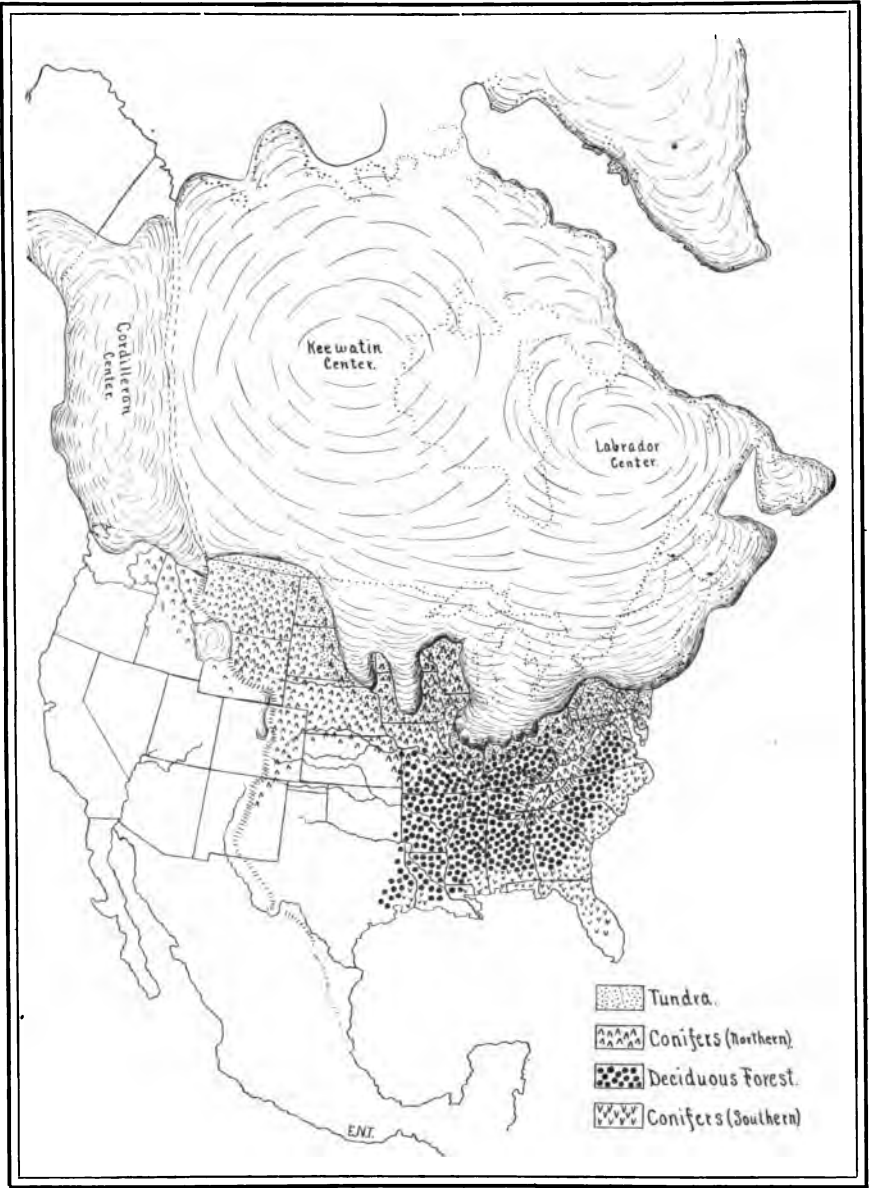 Cordilleran
Center.
Keewatin
Center.
Labrador
Center.
Tundra.
Conifers (Northern)
Deciduous Forest.
Conifers (Southern)
E.N.T.